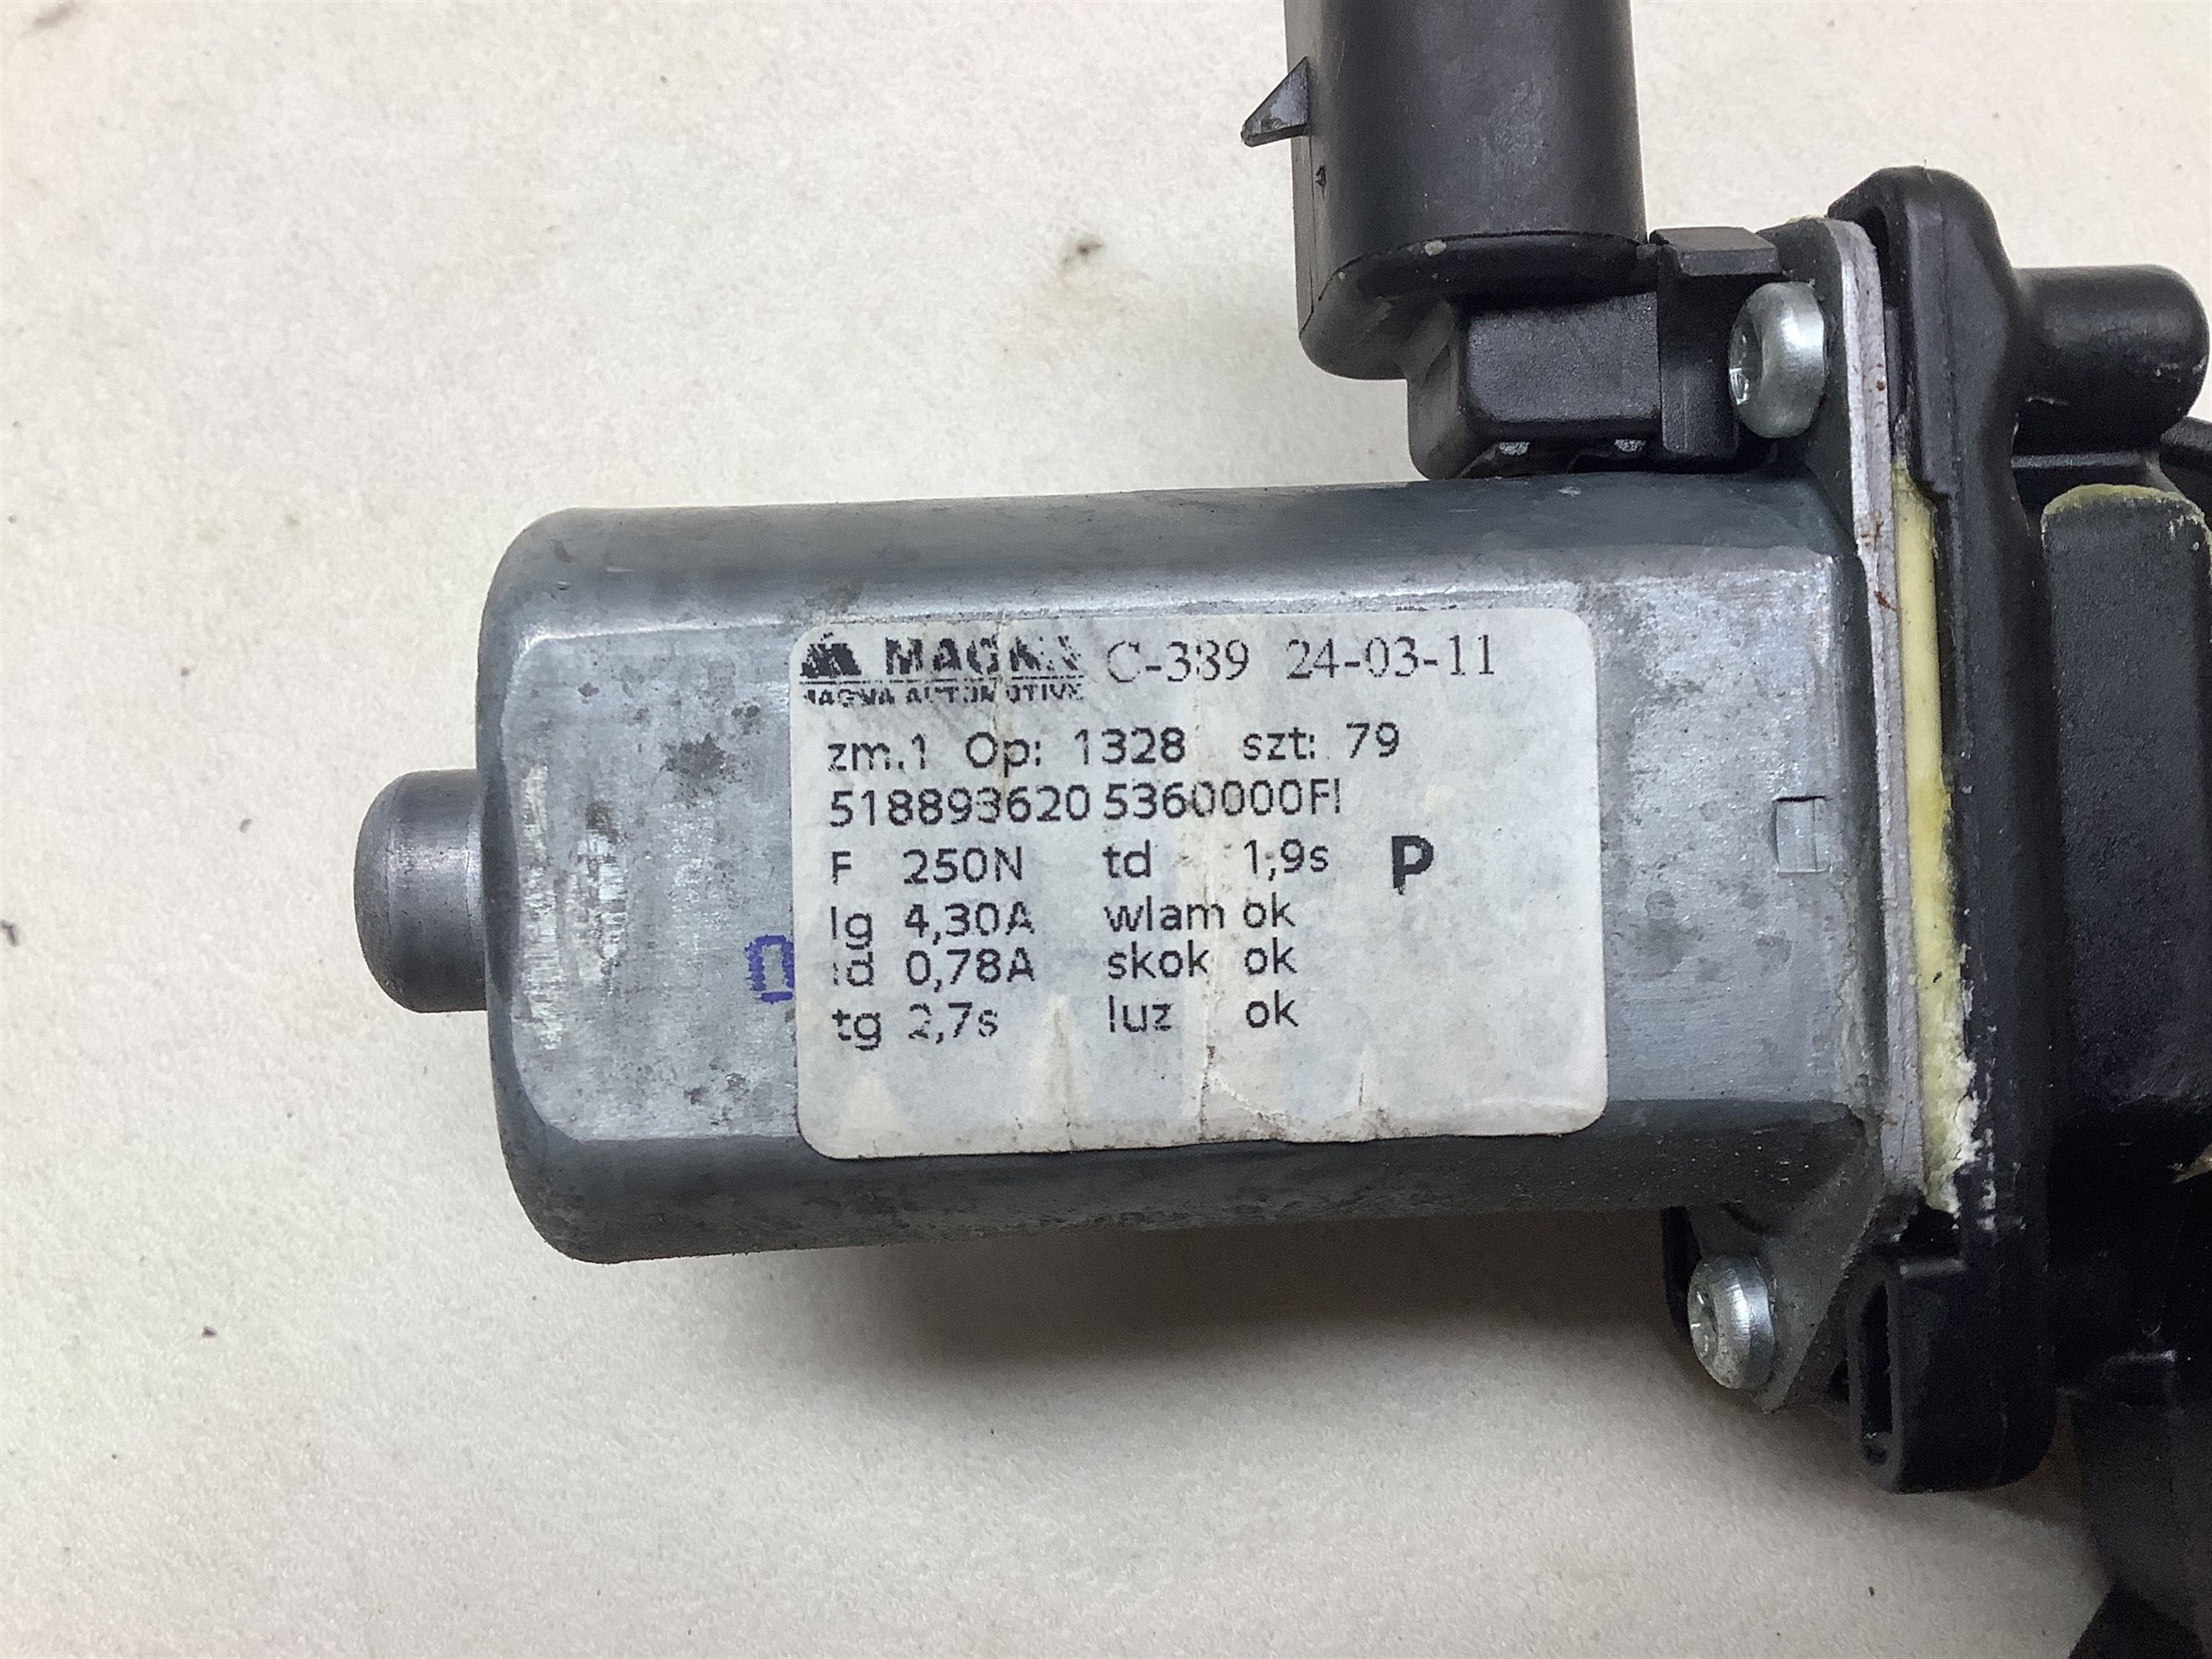 MAGNA C-389 24-03-11
MAGNA AUTOMOTIVE
zm.1 Op: 1328 szt: 79
518893620 5360000FI
F 250N td 1,9s P
Ig 4,30A wlam ok
Id 0,78A skok ok
tg 2,7s luz ok